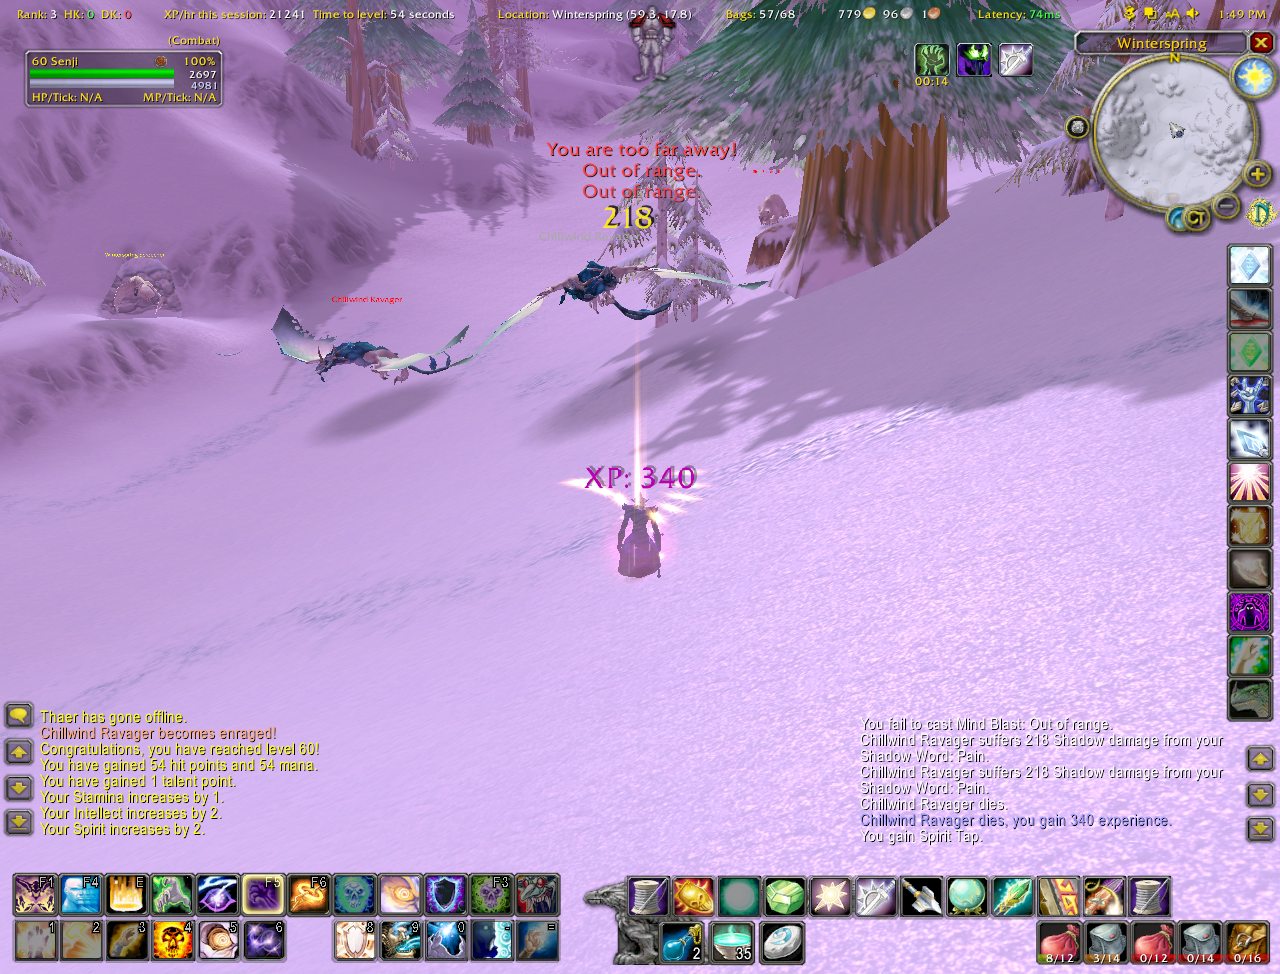 Rank: 3 HK: 0 DK: 0 XP/hr this session: 21241 Time to level: 54 seconds Location: Winterspring (59.3, 17.8) Bags: 57/68 779 96 1 Latency: 74ms 1:49 PM
(Combat)
60 Senji 100%
2697
4981
HP/Tick: N/A MP/Tick: N/A
Winterspring
N
00:14
You are too far away!
Out of range.
Out of range.
218
Chillwind Ravager
XP: 340
Thaer has gone offline.
Chillwind Ravager becomes enraged!
Congratulations, you have reached level 60!
You have gained 54 hit points and 54 mana.
You have gained 1 talent point.
Your Stamina increases by 1.
Your Intellect increases by 2.
Your Spirit increases by 2.
You fail to cast Mind Blast: Out of range.
Chillwind Ravager suffers 218 Shadow damage from your
Shadow Word: Pain.
Chillwind Ravager suffers 218 Shadow damage from your
Shadow Word: Pain.
Chillwind Ravager dies.
Chillwind Ravager dies, you gain 340 experience.
You gain Spirit Tap.
F1 F4 E F5 F6 F3
1 2 3 4 5 6 8 9 0 - =
2 35
8/12 3/14 0/12 0/14 0/16